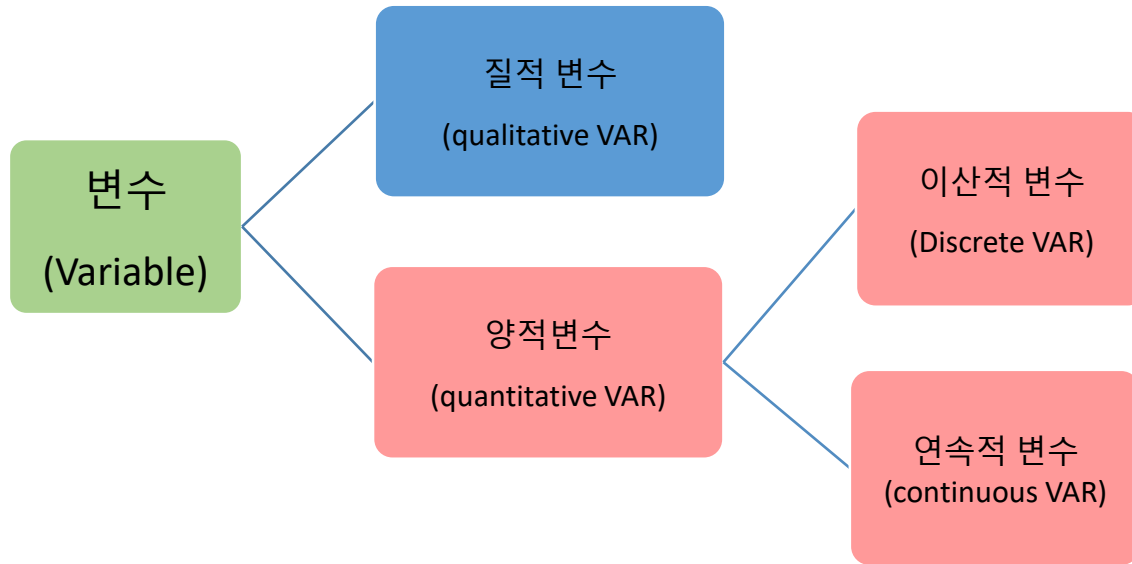 변수
(Variable)
질적 변수
(qualitative VAR)
양적변수
(quantitative VAR)
이산적 변수
(Discrete VAR)
연속적 변수
(continuous VAR)